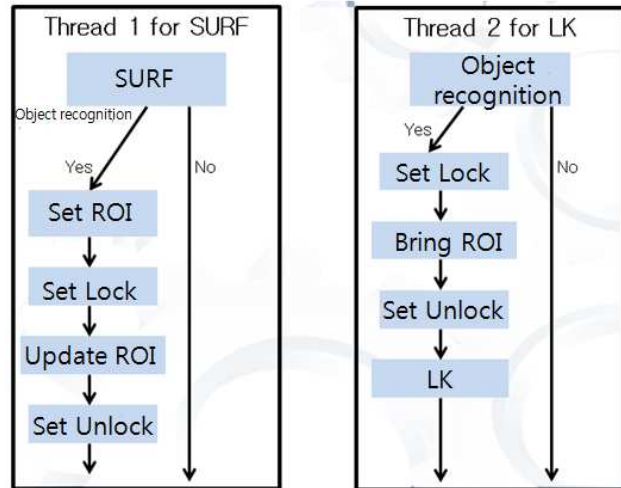 Thread 1 for SURF
SURF
Object recognition
Yes
No
Set ROI
Set Lock
Update ROI
Set Unlock
Thread 2 for LK
Object
recognition
Yes
No
Set Lock
Bring ROI
Set Unlock
LK